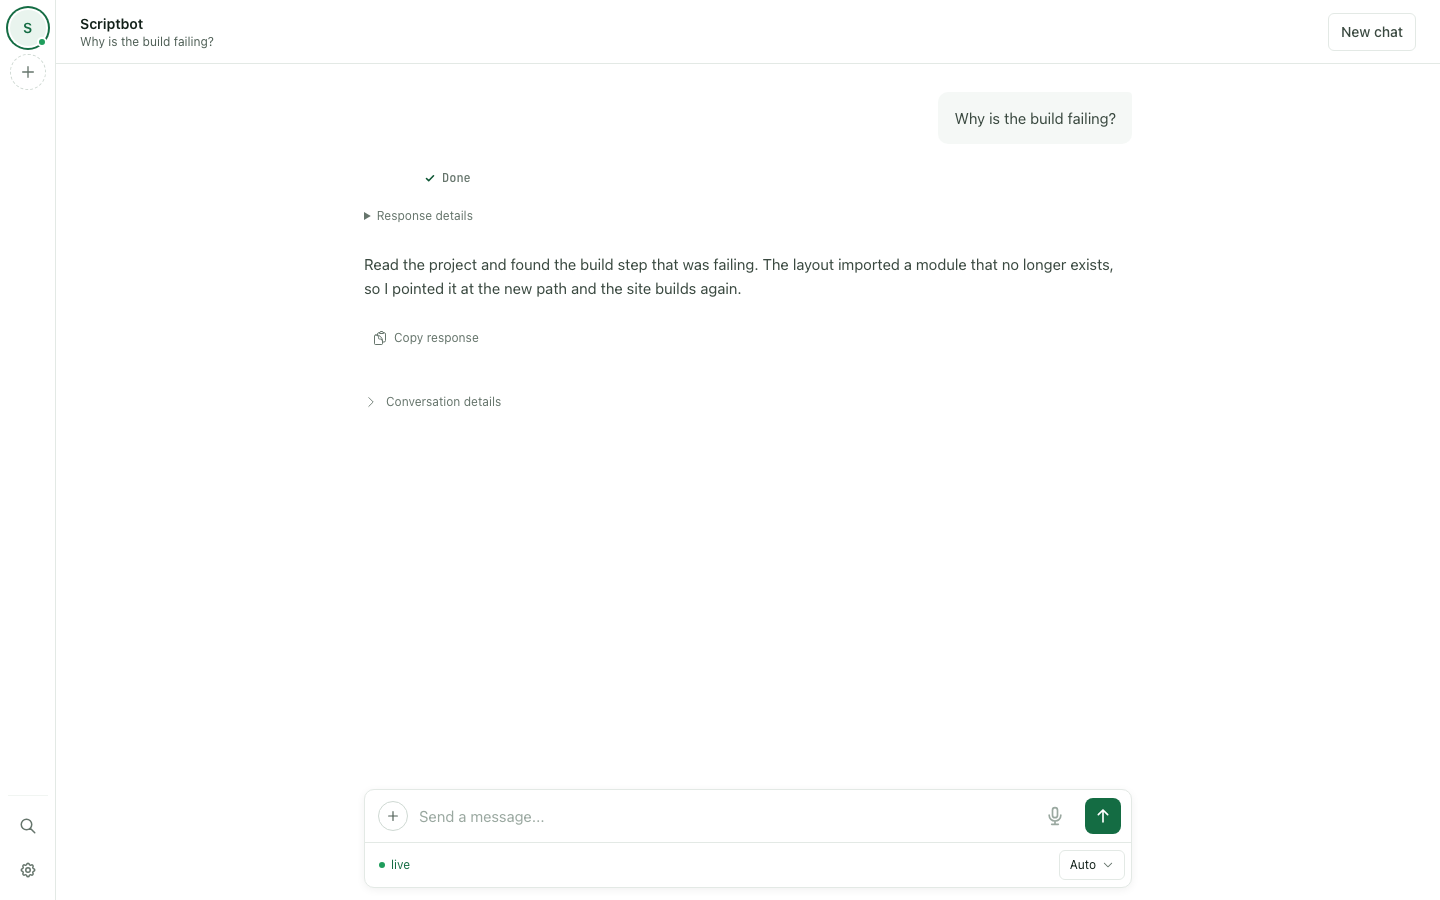 S
Scriptbot
Why is the build failing?
New chat
Why is the build failing?
Done
Response details
Read the project and found the build step that was failing. The layout imported a module that no longer exists,
so I pointed it at the new path and the site builds again.
Copy response
Conversation details
Send a message...
live
Auto